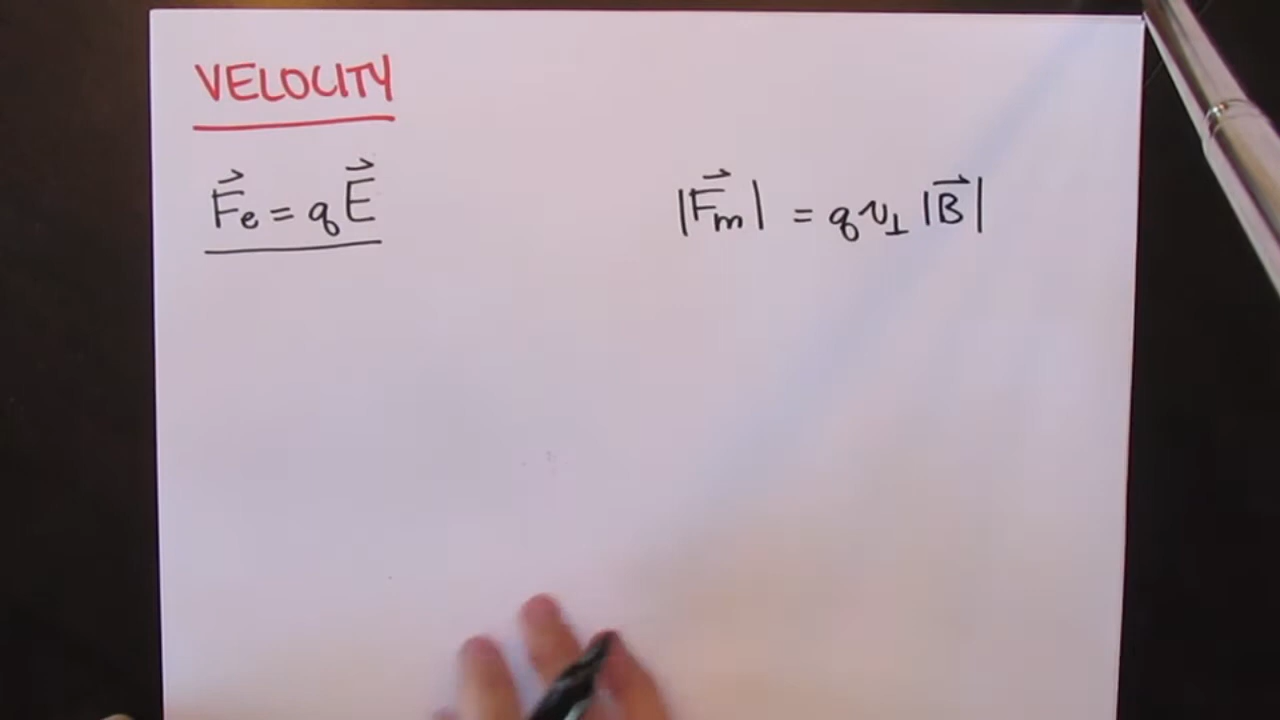 VELOCITY
F⃗e = qE⃗
|F⃗m| = qv⊥|B⃗|